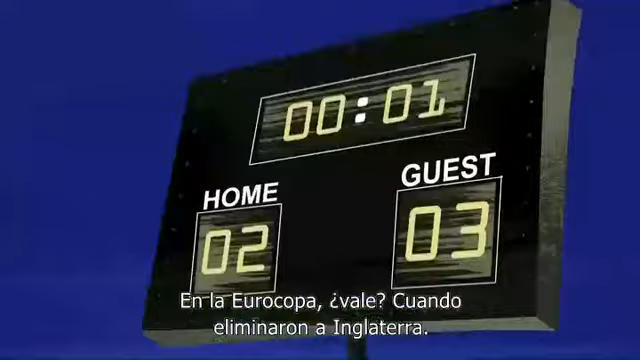 00:01
HOME
GUEST
02
03
En la Eurocopa, ¿vale? Cuando
eliminaron a Inglaterra.